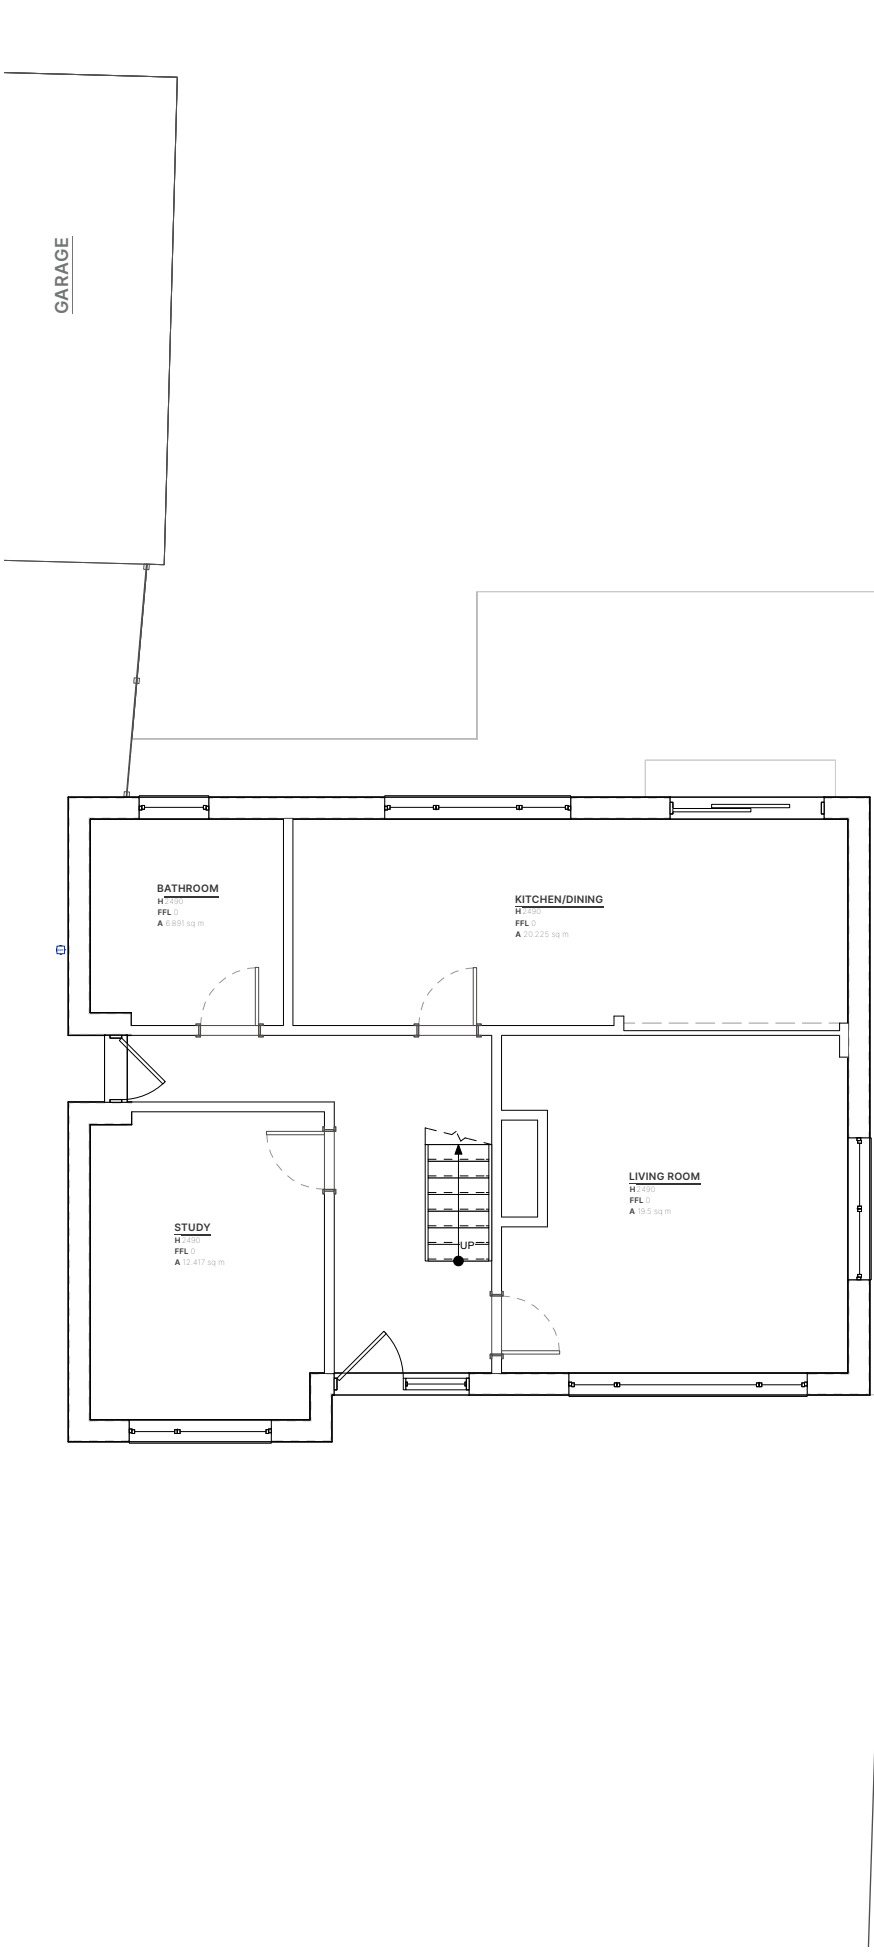 GARAGE
BATHROOM
H 2490
FFL 0
A 6.891 sq m
KITCHEN/DINING
H 2490
FFL 0
A 20.225 sq m
LIVING ROOM
H 2490
FFL 0
A 19.5 sq m
STUDY
H 2490
FFL 0
A 12.417 sq m
UP